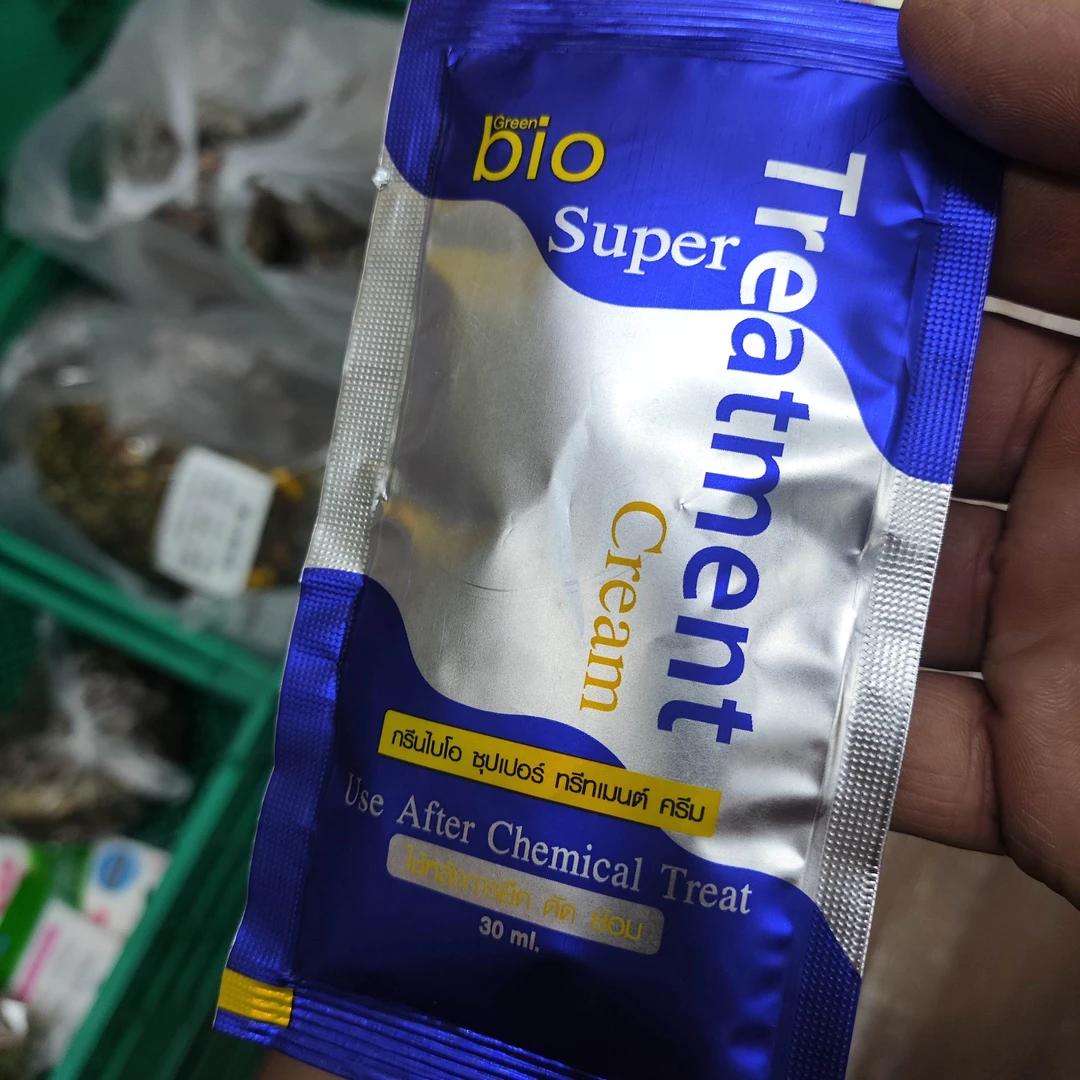 Green
bio
Super
Treatment
Cream
กรีนไบโอ ซุปเปอร์ ทรีทเมนต์ ครีม
Use After Chemical Treat
ใช้หลังการยืด ดัด ย้อม
30 ml.